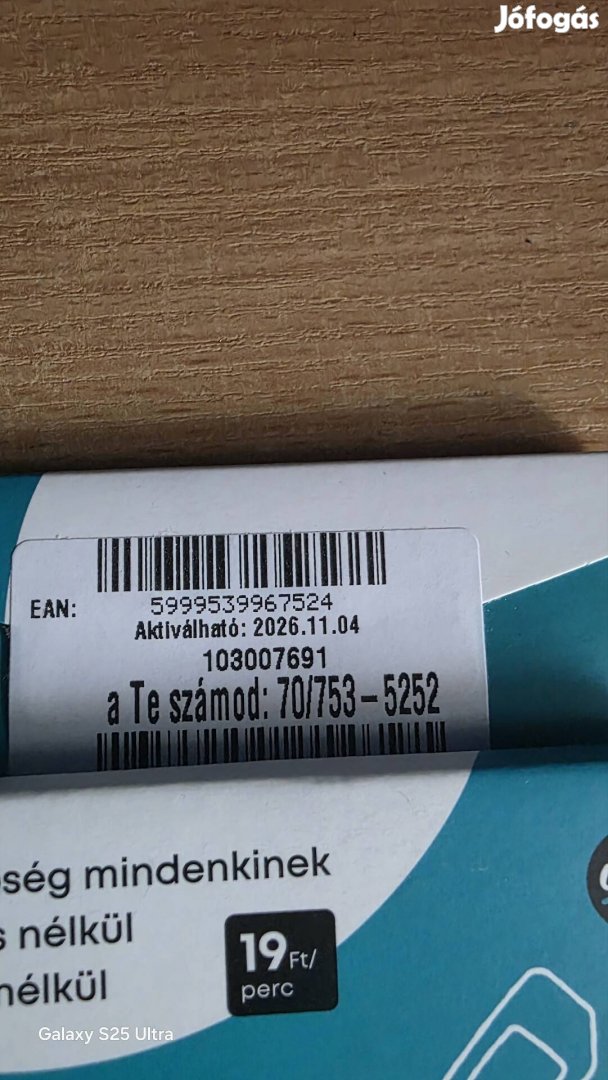 Jófogás
EAN:
5999539967524
Aktiválható: 2026.11.04
103007691
a Te számod: 70/753-5252
ség mindenkinek
nélkül
nélkül
19 Ft/
perc
Galaxy S25 Ultra